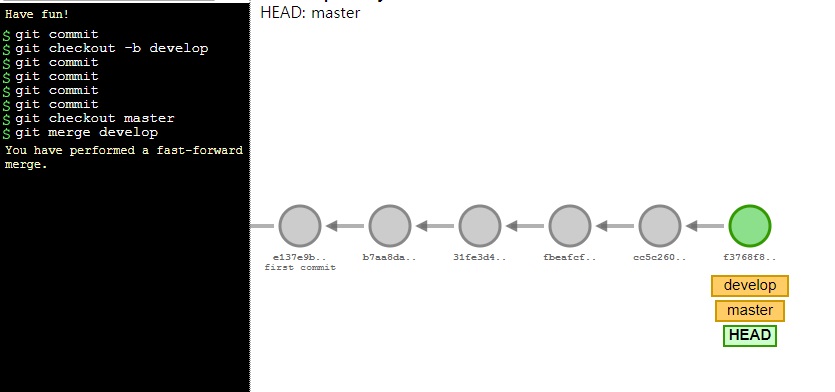 Have fun!
$ git commit
$ git checkout -b develop
$ git commit
$ git commit
$ git commit
$ git commit
$ git checkout master
$ git merge develop
You have performed a fast-forward
merge.
HEAD: master
e137e9b.. b7aa8da.. 31fe3d4.. fbeafcf.. cc5c260.. f3768f8..
first commit
develop
master
HEAD